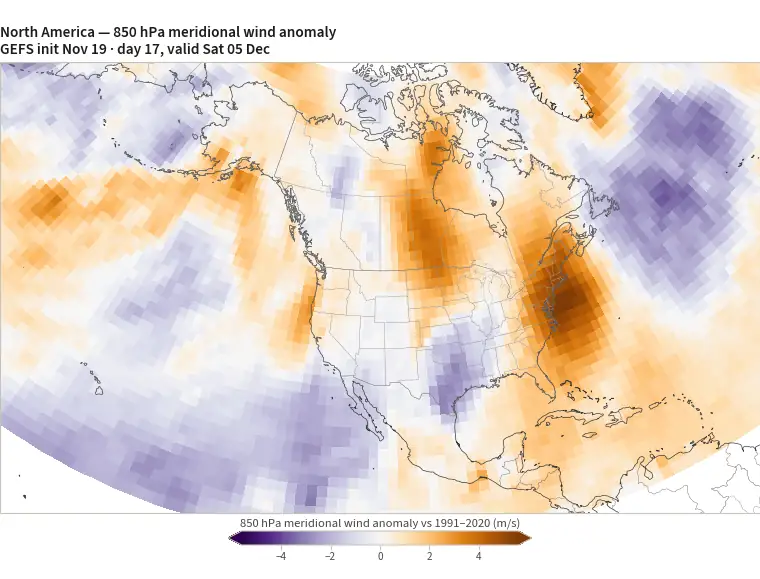 North America — 850 hPa meridional wind anomaly
GEFS init Nov 19 · day 17, valid Sat 05 Dec
850 hPa meridional wind anomaly vs 1991–2020 (m/s)
−4 −2 0 2 4